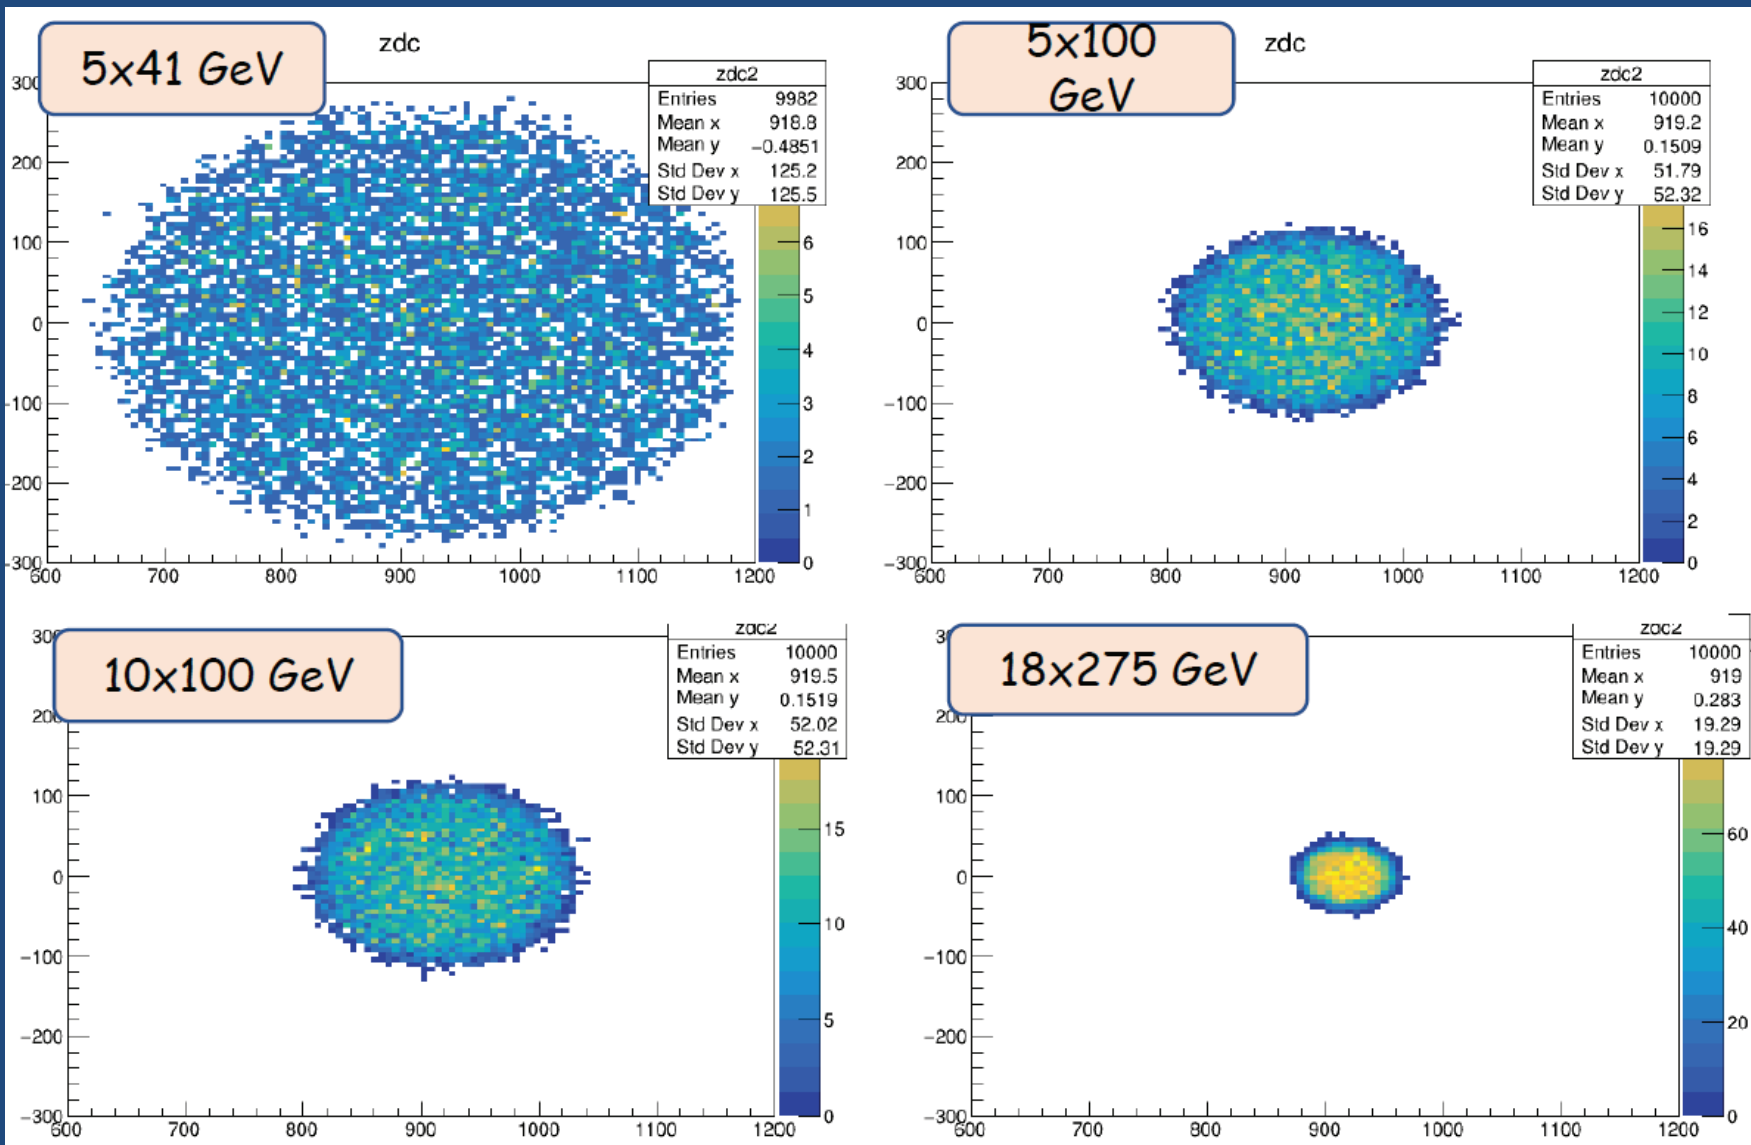 5x41 GeV
zdc
zdc2
Entries 9982
Mean x 918.8
Mean y −0.4851
Std Dev x 125.2
Std Dev y 125.5
300
200
100
0
−100
−200
−300
600 700 800 900 1000 1100 1200
6
5
4
3
2
1
0
5x100
GeV
zdc
zdc2
Entries 10000
Mean x 919.2
Mean y 0.1509
Std Dev x 51.79
Std Dev y 52.32
300
200
100
0
−100
−200
−300
600 700 800 900 1000 1100 1200
16
14
12
10
8
6
4
2
0
10x100 GeV
zdc2
Entries 10000
Mean x 919.5
Mean y 0.1519
Std Dev x 52.02
Std Dev y 52.31
300
200
100
0
−100
−200
−300
600 700 800 900 1000 1100 1200
15
10
5
0
18x275 GeV
zdc2
Entries 10000
Mean x 919
Mean y 0.283
Std Dev x 19.29
Std Dev y 19.29
200
100
0
−100
−200
−300
600 700 800 900 1000 1100 1200
60
40
20
0